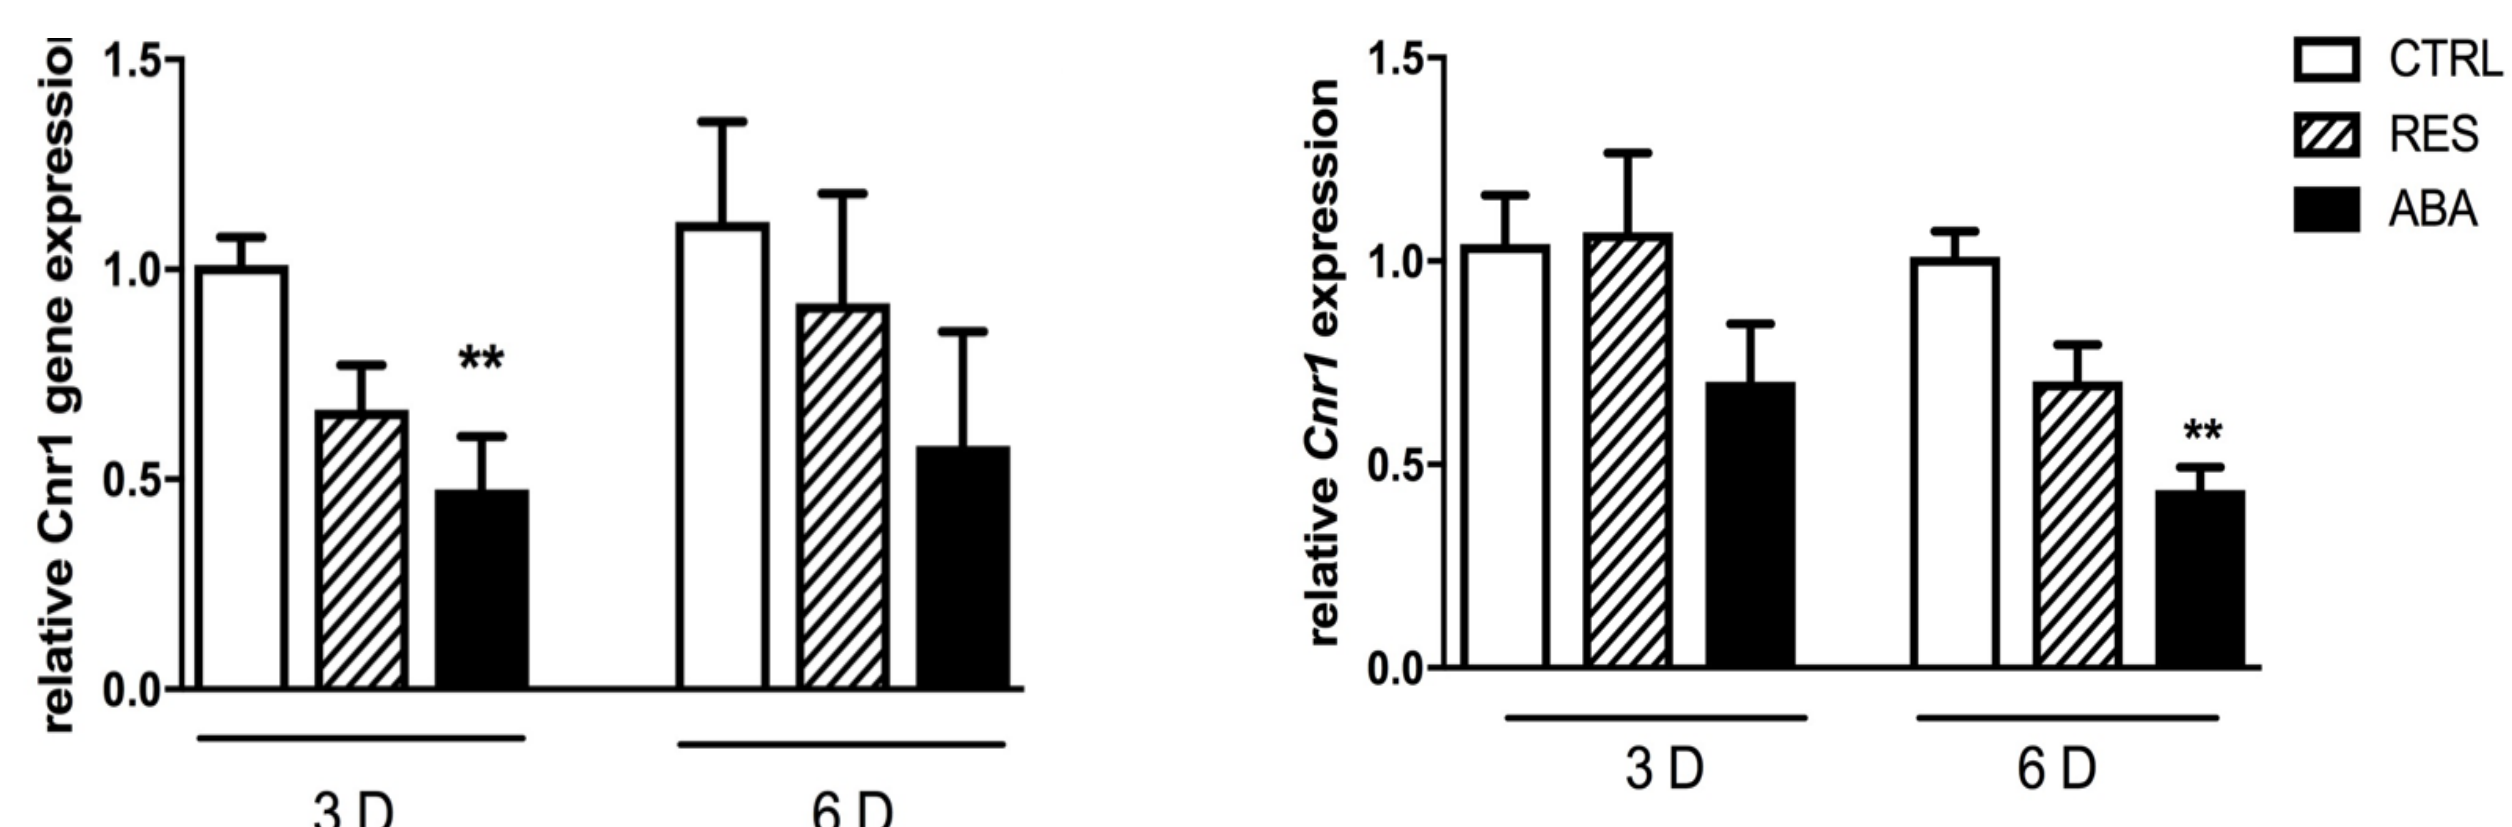 relative Cnr1 gene expression
1.5
1.0
0.5
0.0
**
3 D
6 D
relative Cnr1 expression
1.5
1.0
0.5
0.0
**
3 D
6 D
CTRL
RES
ABA